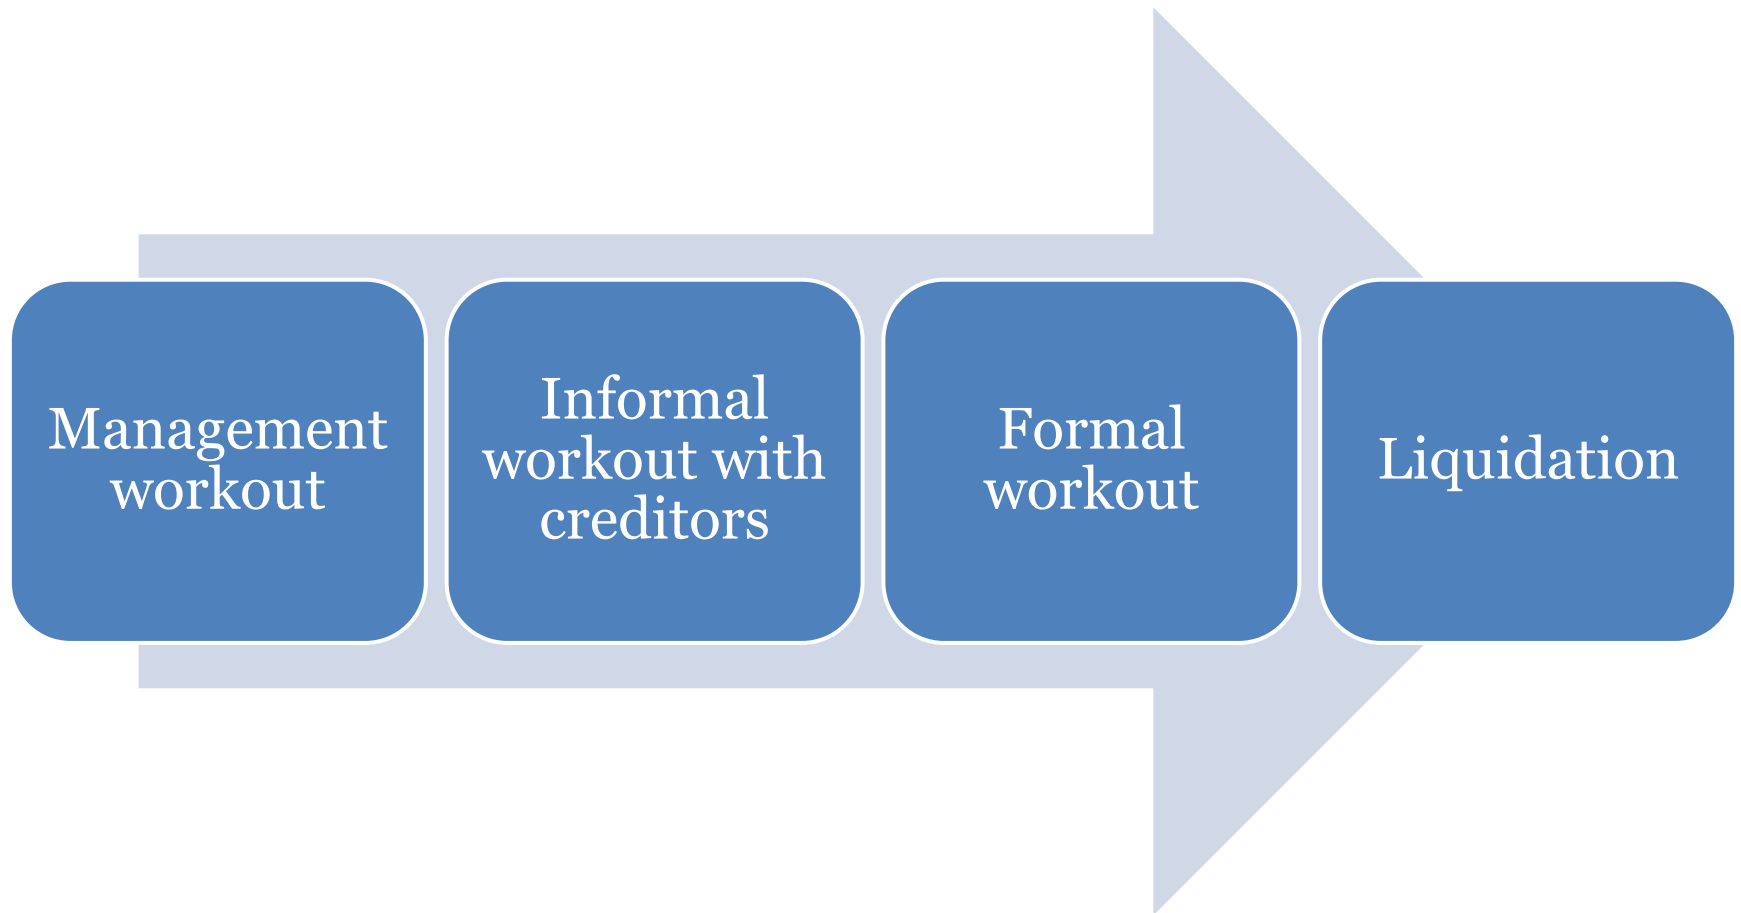 Management
workout
Informal
workout with
creditors
Formal
workout
Liquidation